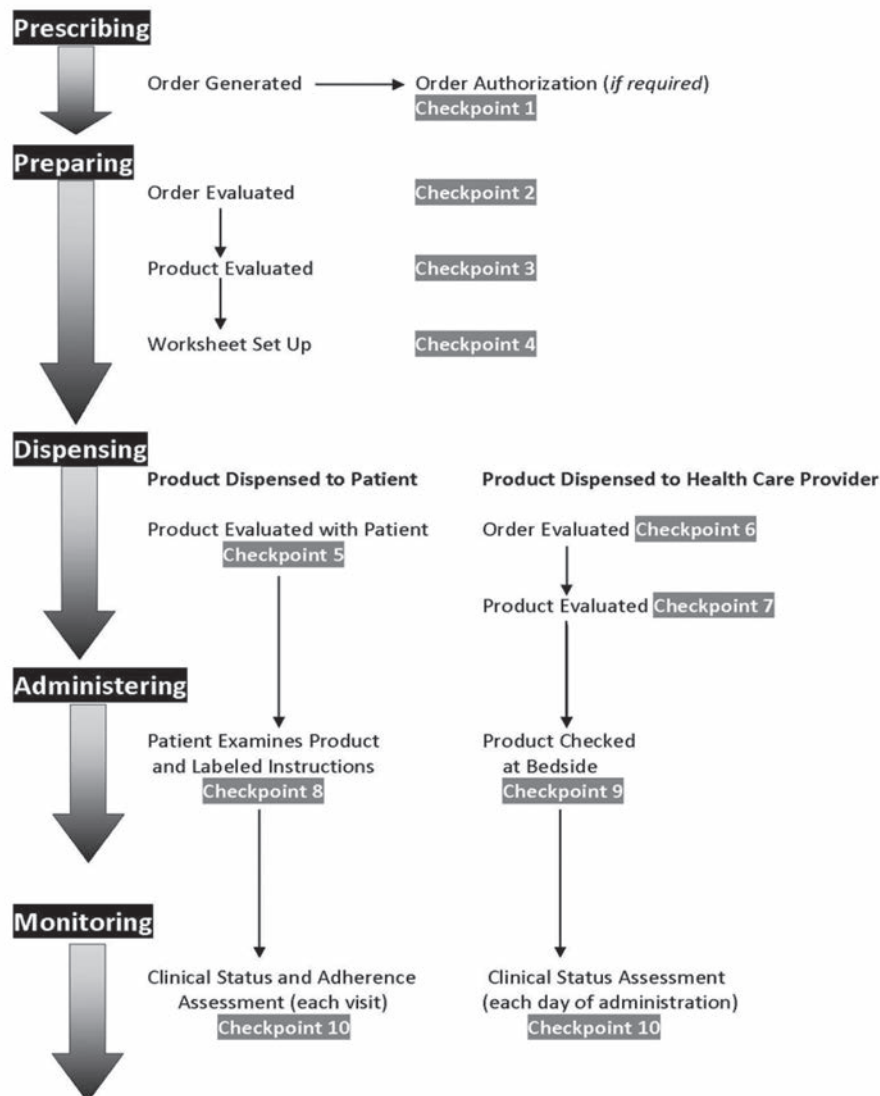 Prescribing
Order Generated
Order Authorization (if required)
Checkpoint 1
Preparing
Order Evaluated
Checkpoint 2
Product Evaluated
Checkpoint 3
Worksheet Set Up
Checkpoint 4
Dispensing
Product Dispensed to Patient
Product Evaluated with Patient
Checkpoint 5
Product Dispensed to Health Care Provider
Order Evaluated Checkpoint 6
Product Evaluated Checkpoint 7
Administering
Patient Examines Product
and Labeled Instructions
Checkpoint 8
Product Checked
at Bedside
Checkpoint 9
Monitoring
Clinical Status and Adherence
Assessment (each visit)
Checkpoint 10
Clinical Status Assessment
(each day of administration)
Checkpoint 10